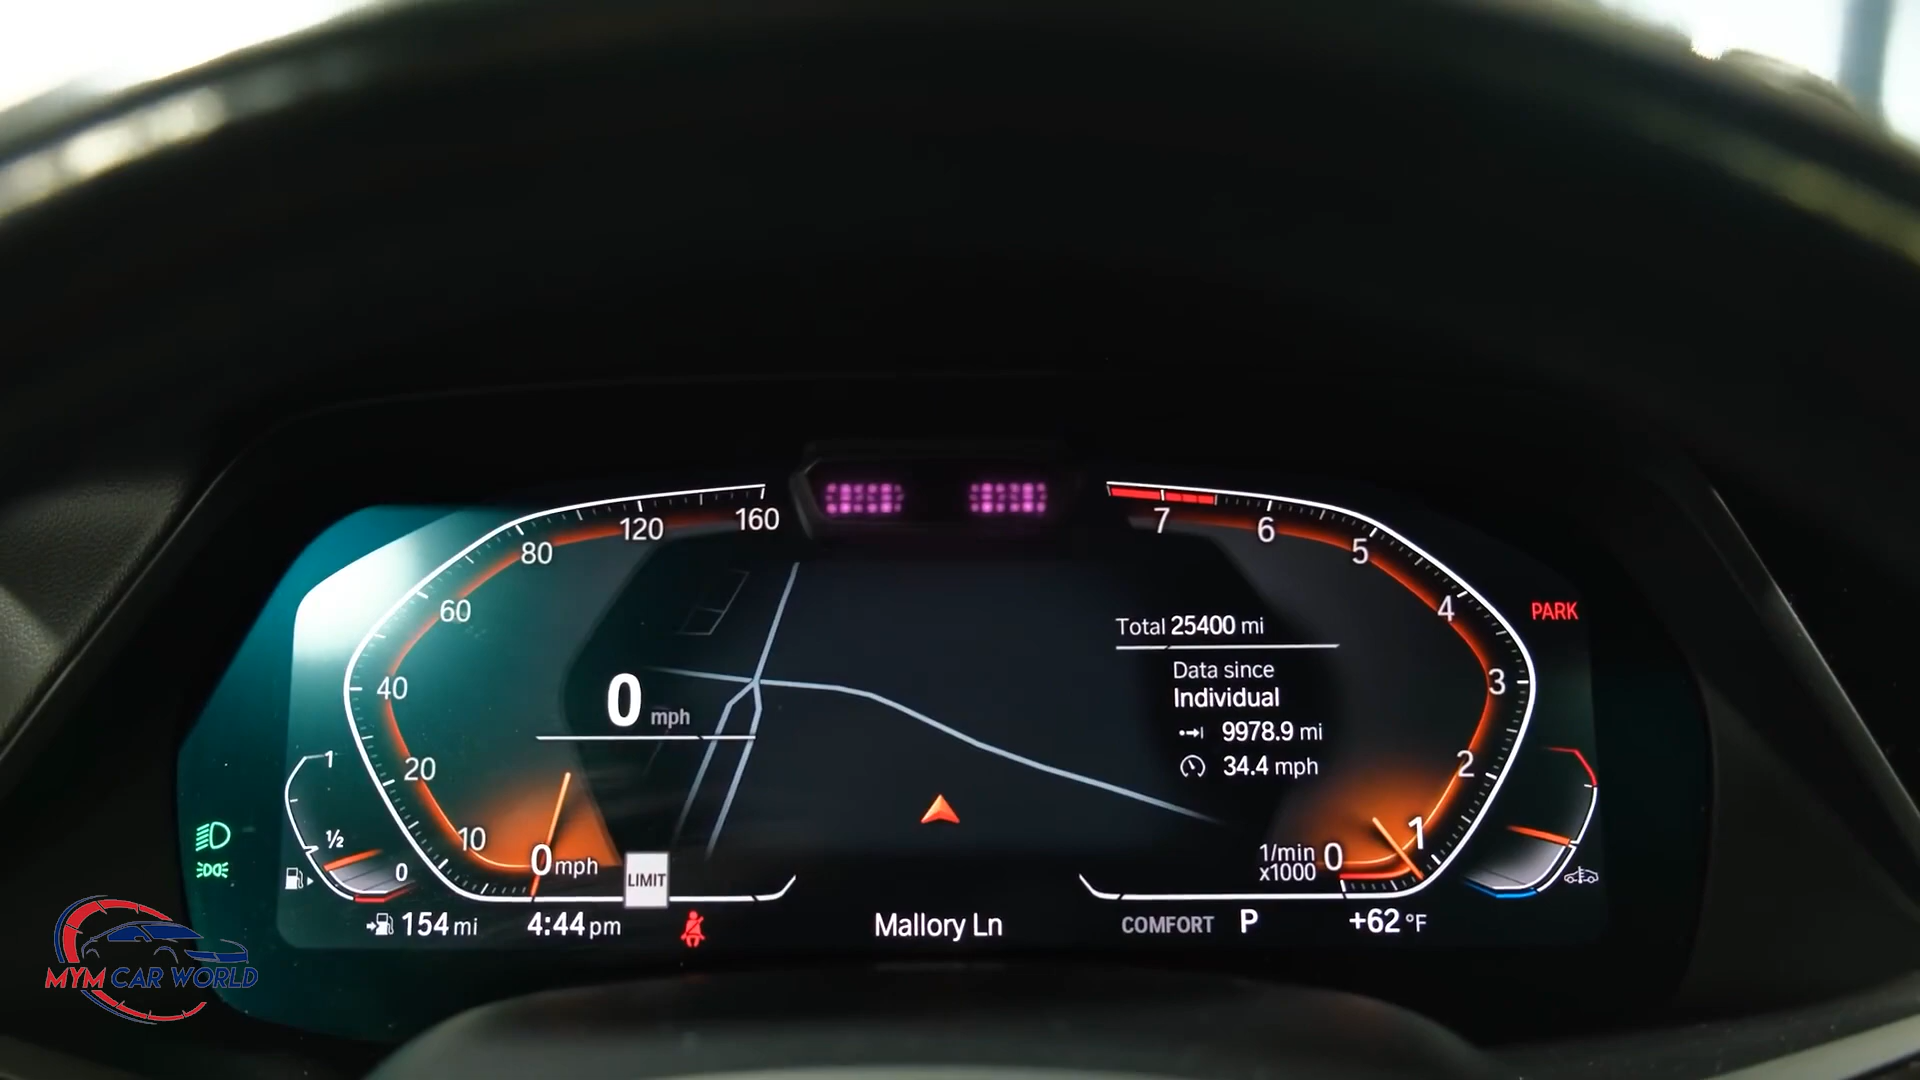 160
120
80
60
40
20
10
0 mph
0 mph
LIMIT
1
1/2
0
154 mi
4:44 pm
7
6
5
4
3
2
1
0
1/min
x1000
Total 25400 mi
Data since
Individual
9978.9 mi
34.4 mph
PARK
Mallory Ln
COMFORT P
+62 °F
MYM CAR WORLD